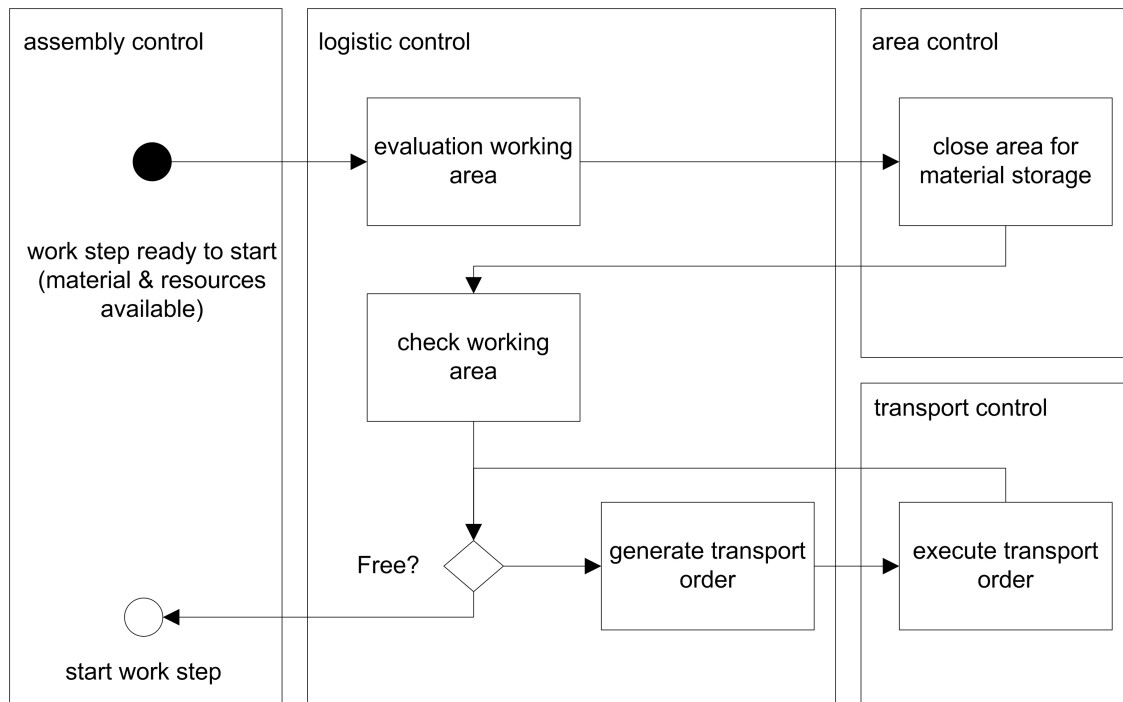 assembly control
logistic control
area control
evaluation working
area
close area for
material storage
work step ready to start
(material & resources
available)
check working
area
transport control
Free?
generate transport
order
execute transport
order
start work step